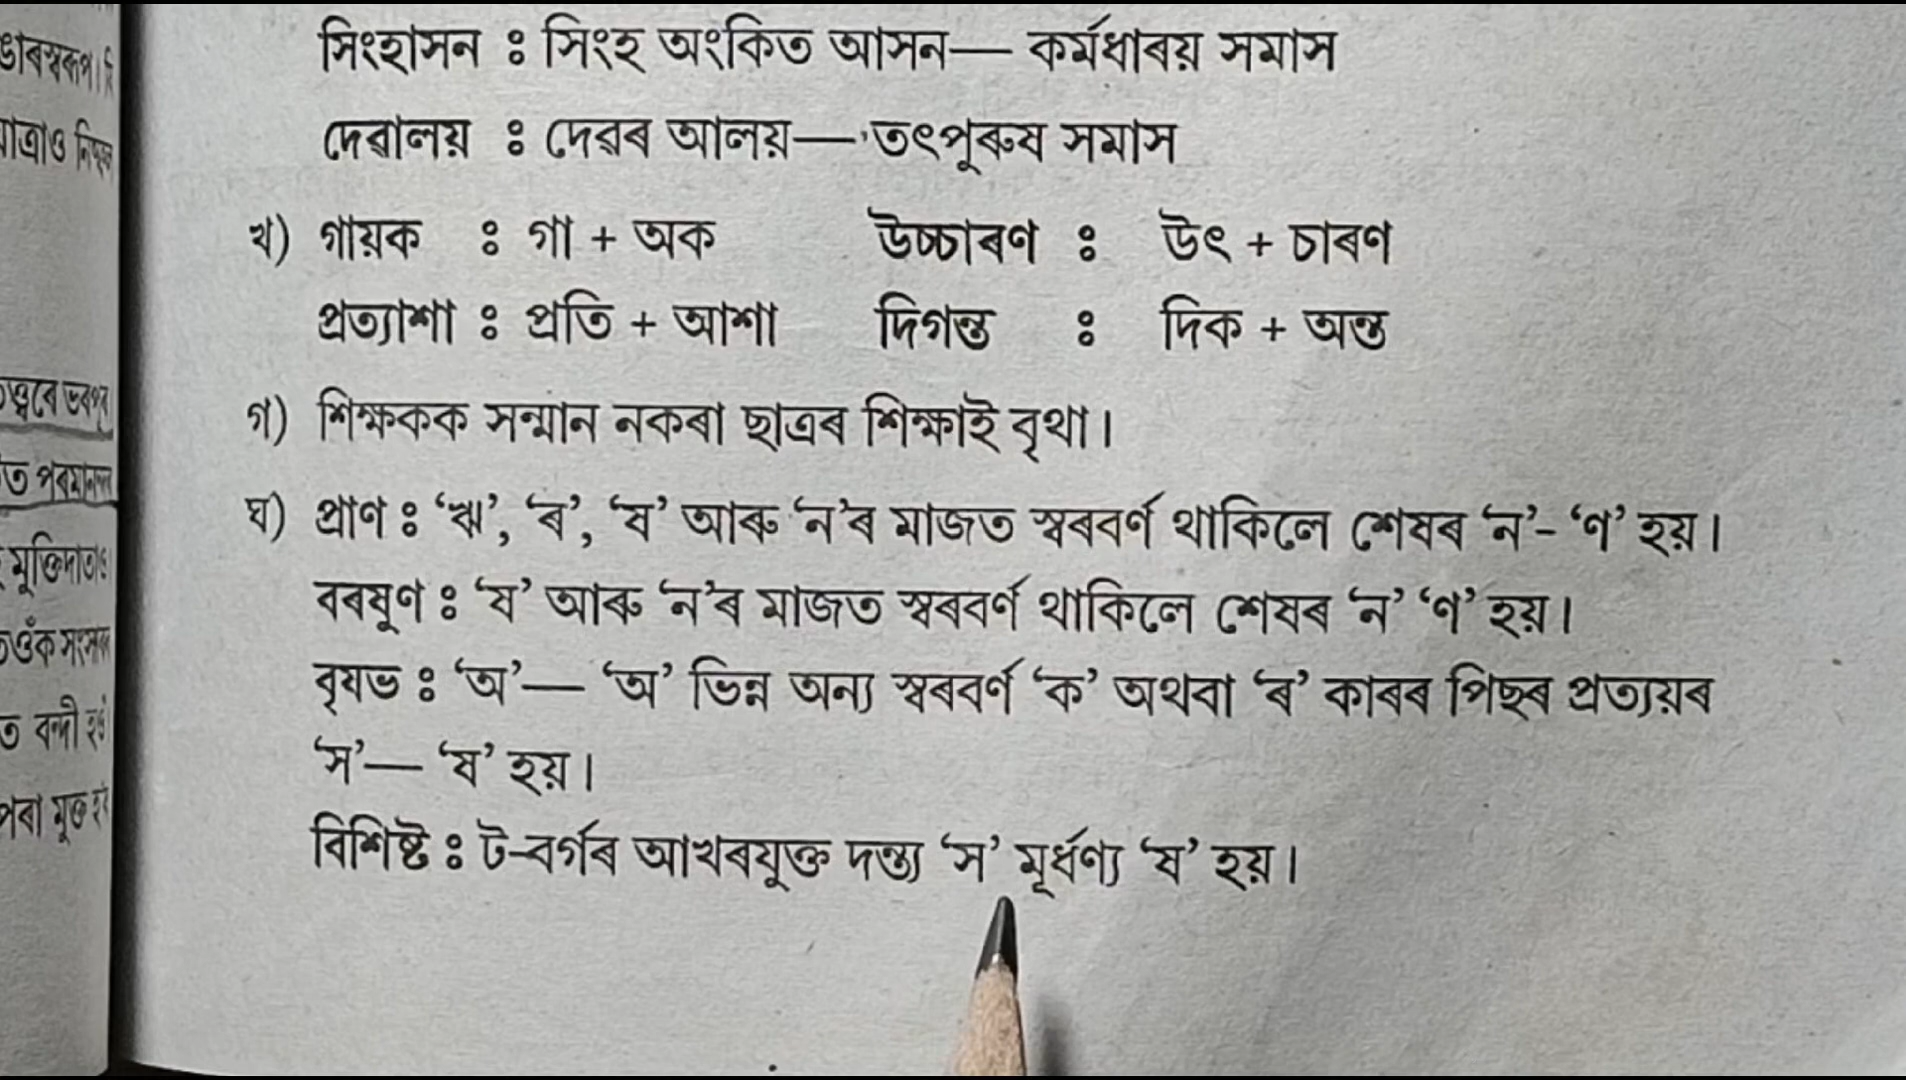 সিংহাসন ঃ সিংহ অংকিত আসন— কৰ্মধাৰয় সমাস
দেৱালয় ঃ দেৱৰ আলয়— তৎপুৰুষ সমাস
খ) গায়ক ঃ গা + অক উচ্চাৰণ ঃ উৎ + চাৰণ
প্ৰত্যাশা ঃ প্ৰতি + আশা দিগন্ত ঃ দিক + অন্ত
গ) শিক্ষকক সন্মান নকৰা ছাত্ৰৰ শিক্ষাই বৃথা।
ঘ) প্ৰাণ ঃ ‘ঋ’, ‘ৰ’, ‘ষ’ আৰু ‘ন’ৰ মাজত স্বৰবৰ্ণ থাকিলে শেষৰ ‘ন’- ‘ণ’ হয়।
বৰষুণ ঃ ‘ষ’ আৰু ‘ন’ৰ মাজত স্বৰবৰ্ণ থাকিলে শেষৰ ‘ন’ ‘ণ’ হয়।
বৃষভ ঃ ‘অ’— ‘অ’ ভিন্ন অন্য স্বৰবৰ্ণ ‘ক’ অথবা ‘ৰ’ কাৰৰ পিছৰ প্ৰত্যয়ৰ
‘স’— ‘ষ’ হয়।
বিশিষ্ট ঃ ট-বৰ্গৰ আখৰযুক্ত দন্ত্য ‘স’ মূৰ্ধণ্য ‘ষ’ হয়।